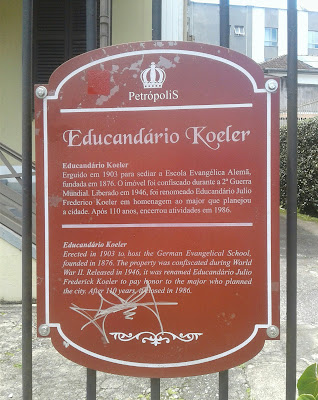 PetrópoliS
Educandário Koeler
Educandário Koeler
Erguido em 1903 para sediar a Escola Evangélica Alemã,
fundada em 1876. O imóvel foi confiscado durante a 2ª Guerra
Mundial. Liberado em 1946, foi renomeado Educandário Julio
Frederico Koeler em homenagem ao major que planejou
a cidade. Após 110 anos, encerrou atividades em 1986.
Educandário Koeler
Erected in 1903 to host the German Evangelical School,
founded in 1876. The property was confiscated during World
War II. Released in 1946, it was renamed Educandário Julio
Frederick Koeler to pay honor to the major who planned
the city. After 110 years, it closed in 1986.